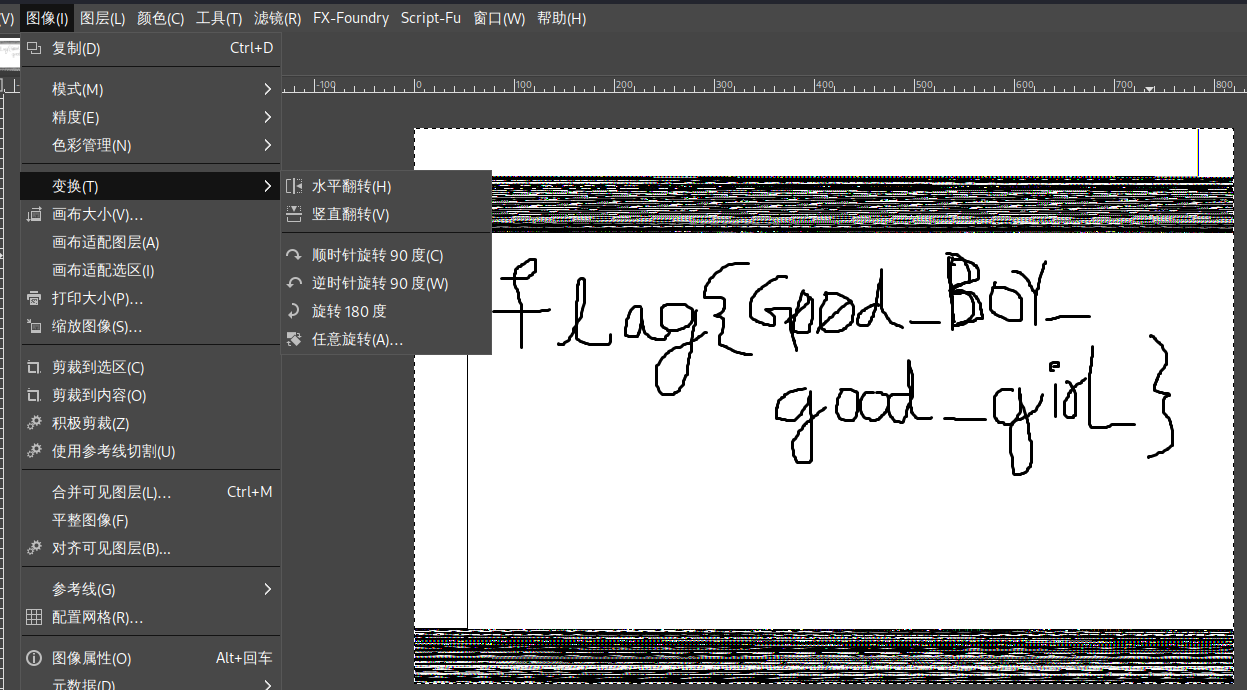 V) 图像(I) 图层(L) 颜色(C) 工具(T) 滤镜(R) FX-Foundry Script-Fu 窗口(W) 帮助(H)
复制(D) Ctrl+D
模式(M)
精度(E)
色彩管理(N)
变换(T)
画布大小(V)...
画布适配图层(A)
画布适配选区(I)
打印大小(P)...
缩放图像(S)...
剪裁到选区(C)
剪裁到内容(O)
积极剪裁(Z)
使用参考线切割(U)
合并可见图层(L)... Ctrl+M
平整图像(F)
对齐可见图层(B)...
参考线(G)
配置网格(R)...
图像属性(O) Alt+回车
元数据(D)
水平翻转(H)
竖直翻转(V)
顺时针旋转 90 度(C)
逆时针旋转 90 度(W)
旋转 180 度
任意旋转(A)...
-100 0 100 200 300 400 500 600 700 800
flag{Good_BOY_
good_girL_}